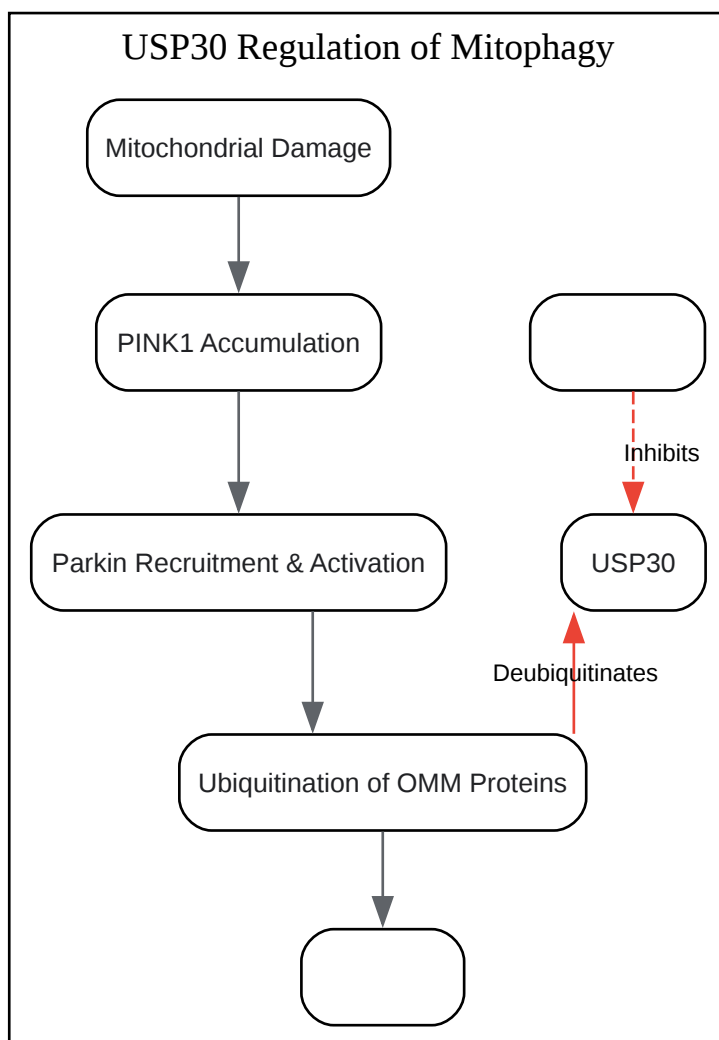 USP30 Regulation of Mitophagy
Mitochondrial Damage
PINK1 Accumulation
Inhibits
Parkin Recruitment & Activation
USP30
Deubiquitinates
Ubiquitination of OMM Proteins